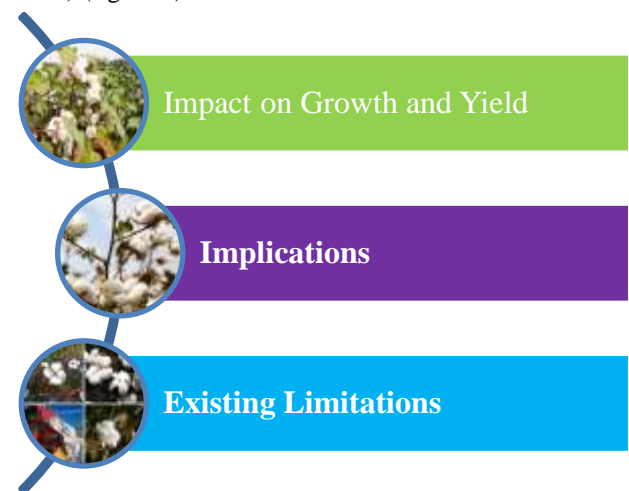 Impact on Growth and Yield
Implications
Existing Limitations